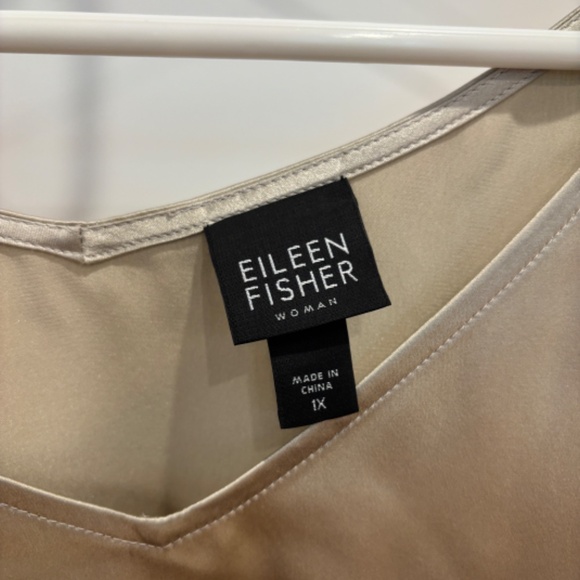 EILEEN
FISHER
WOMAN
MADE IN
CHINA
1X